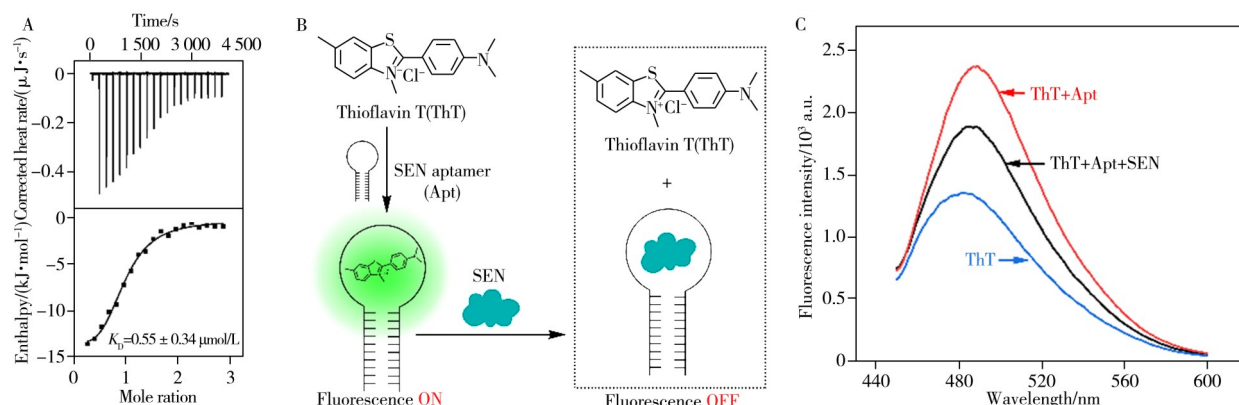 A
Time/s
0 1 500 3 000 4 500
Corrected heat rate/(μJ·s⁻¹)
0
−0.2
−0.4
Enthalpy/(kJ·mol⁻¹)
0
−5
−10
−15
K_D=0.55 ± 0.34 μmol/L
0 1 2 3
Mole ration
B
S
N
N⁻
Cl⁻
Thioflavin T(ThT)
SEN aptamer
(Apt)
Fluorescence ON
SEN
S
N
N⁺
Cl⁻
Thioflavin T(ThT)
+
Fluorescence OFF
C
Fluorescence intensity/10³ a.u.
2.5
2.0
1.5
1.0
0.5
0
ThT+Apt
ThT+Apt+SEN
ThT
440 480 520 560 600
Wavelength/nm